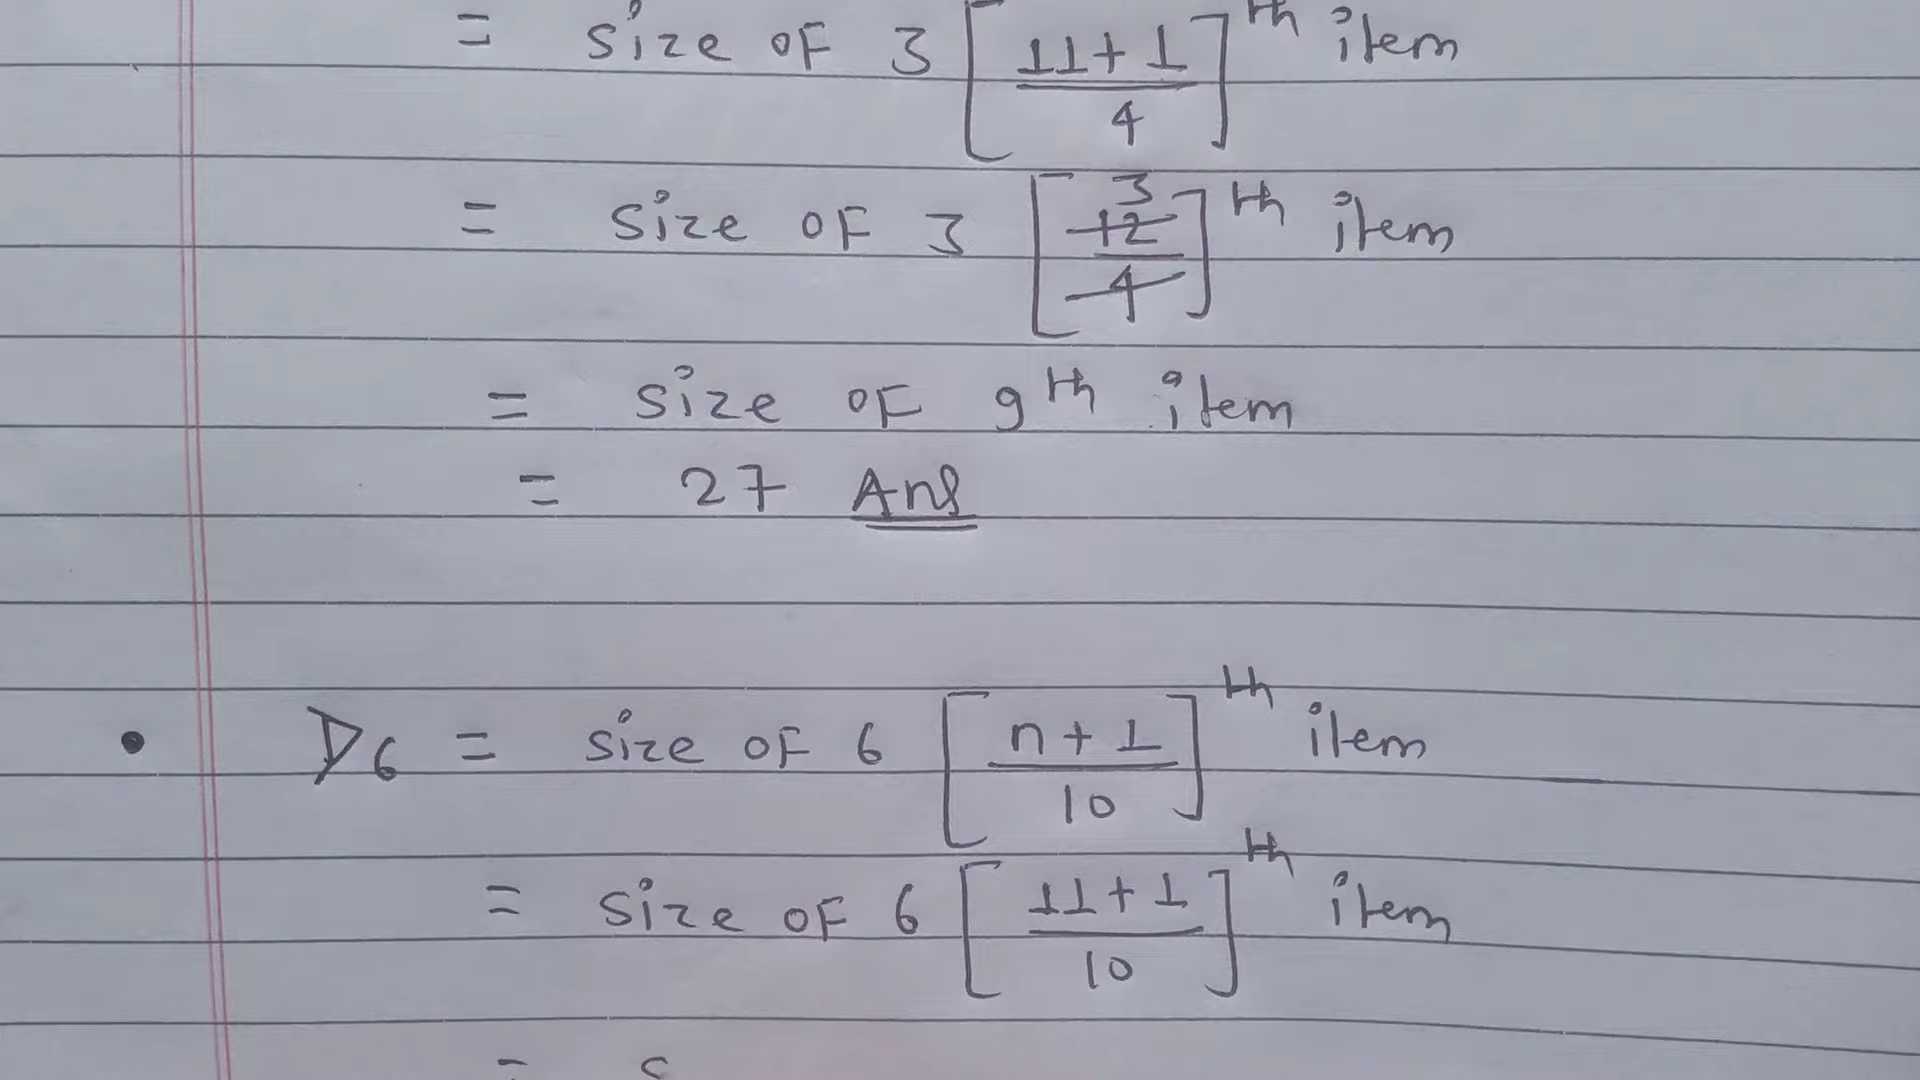 = size of 3 [ 11+1 / 4 ]th item
= size of 3 [ 12 / 4 ]th item 3
= size of 9th item
= 27 Ans
• D6 = size of 6 [ n+1 / 10 ]th item
= size of 6 [ 11+1 / 10 ]th item
=